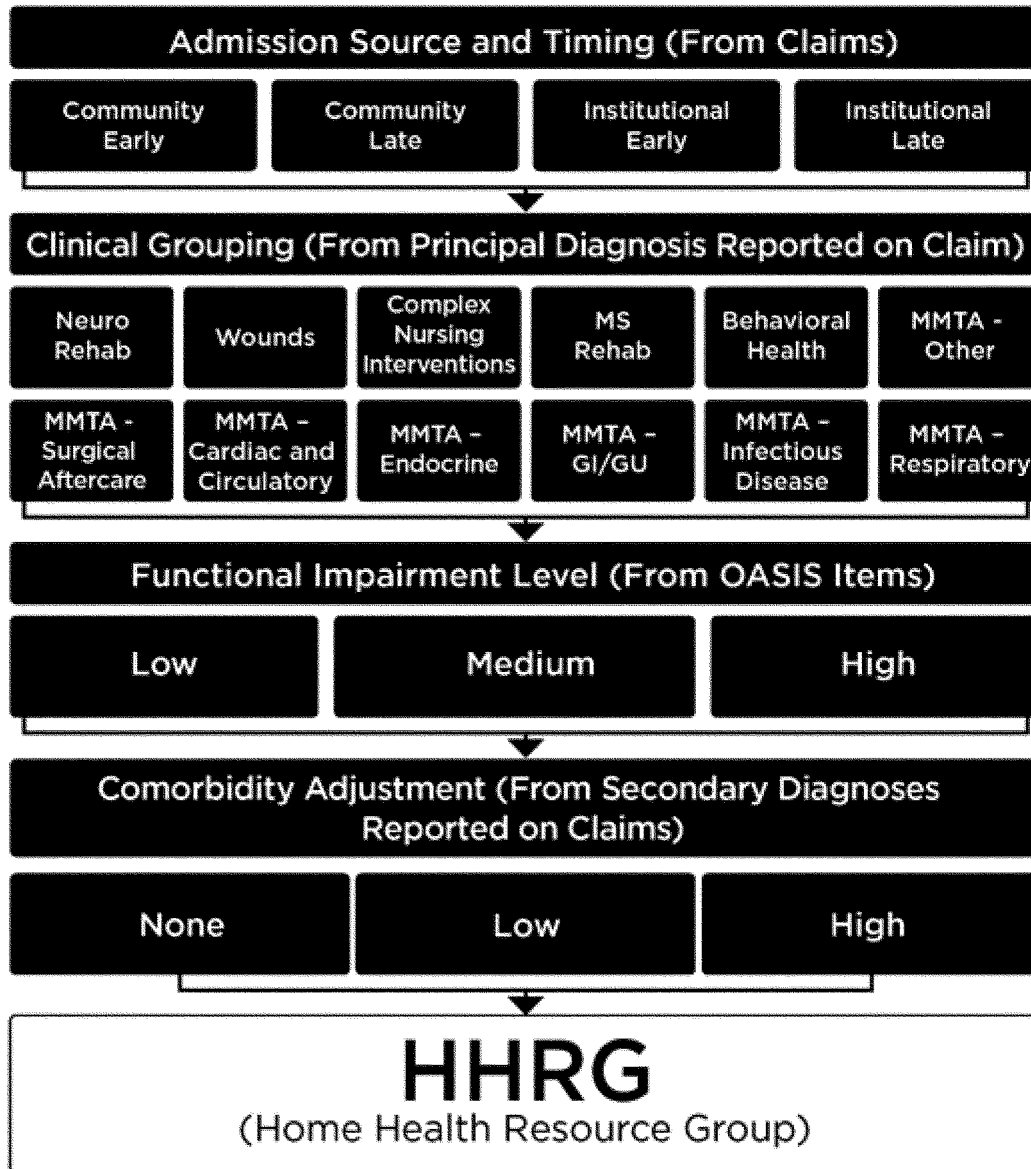 Admission Source and Timing (From Claims)
Community
Early
Community
Late
Institutional
Early
Institutional
Late
Clinical Grouping (From Principal Diagnosis Reported on Claim)
Neuro
Rehab
Wounds
Complex
Nursing
Interventions
MS
Rehab
Behavioral
Health
MMTA -
Other
MMTA -
Surgical
Aftercare
MMTA –
Cardiac and
Circulatory
MMTA –
Endocrine
MMTA –
GI/GU
MMTA –
Infectious
Disease
MMTA –
Respiratory
Functional Impairment Level (From OASIS Items)
Low
Medium
High
Comorbidity Adjustment (From Secondary Diagnoses
Reported on Claims)
None
Low
High
HHRG
(Home Health Resource Group)